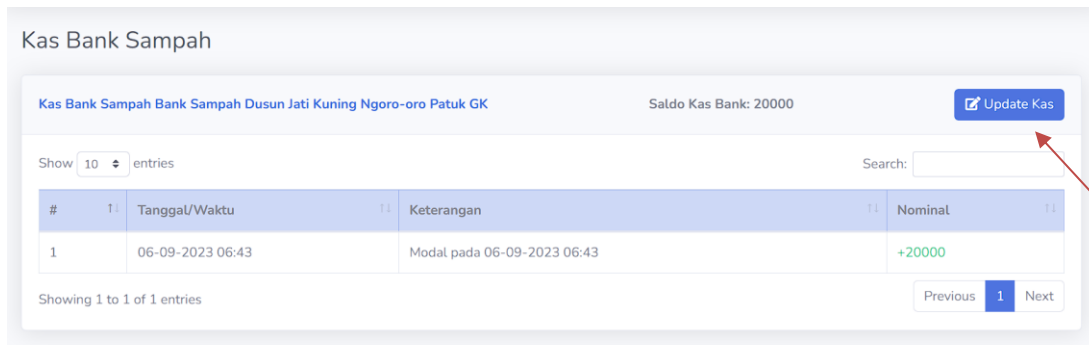 Kas Bank Sampah
Kas Bank Sampah Bank Sampah Dusun Jati Kuning Ngoro-oro Patuk GK Saldo Kas Bank: 20000 Update Kas
Show 10 entries Search:
# Tanggal/Waktu Keterangan Nominal
1 06-09-2023 06:43 Modal pada 06-09-2023 06:43 +20000
Showing 1 to 1 of 1 entries Previous 1 Next